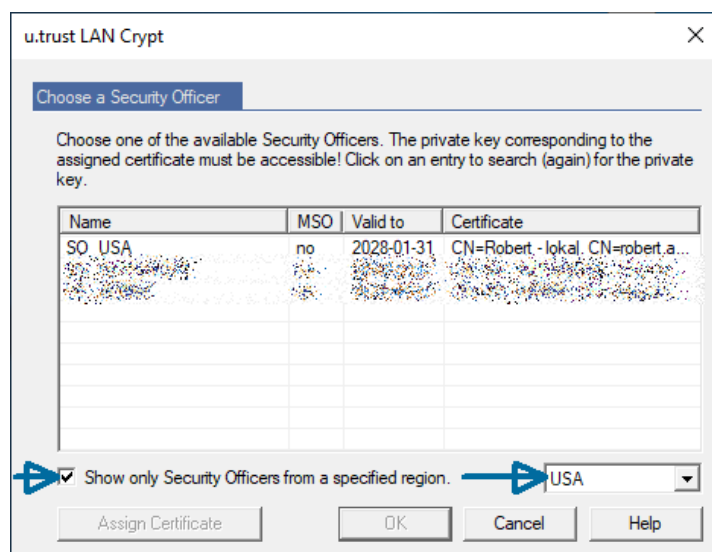 u.trust LAN Crypt
Choose a Security Officer
Choose one of the available Security Officers. The private key corresponding to the
assigned certificate must be accessible! Click on an entry to search (again) for the private
key.
Name MSO Valid to Certificate
SO_USA no 2028-01-31 CN=Robert - lokal, CN=robert,a...
Show only Security Officers from a specified region. USA
Assign Certificate OK Cancel Help